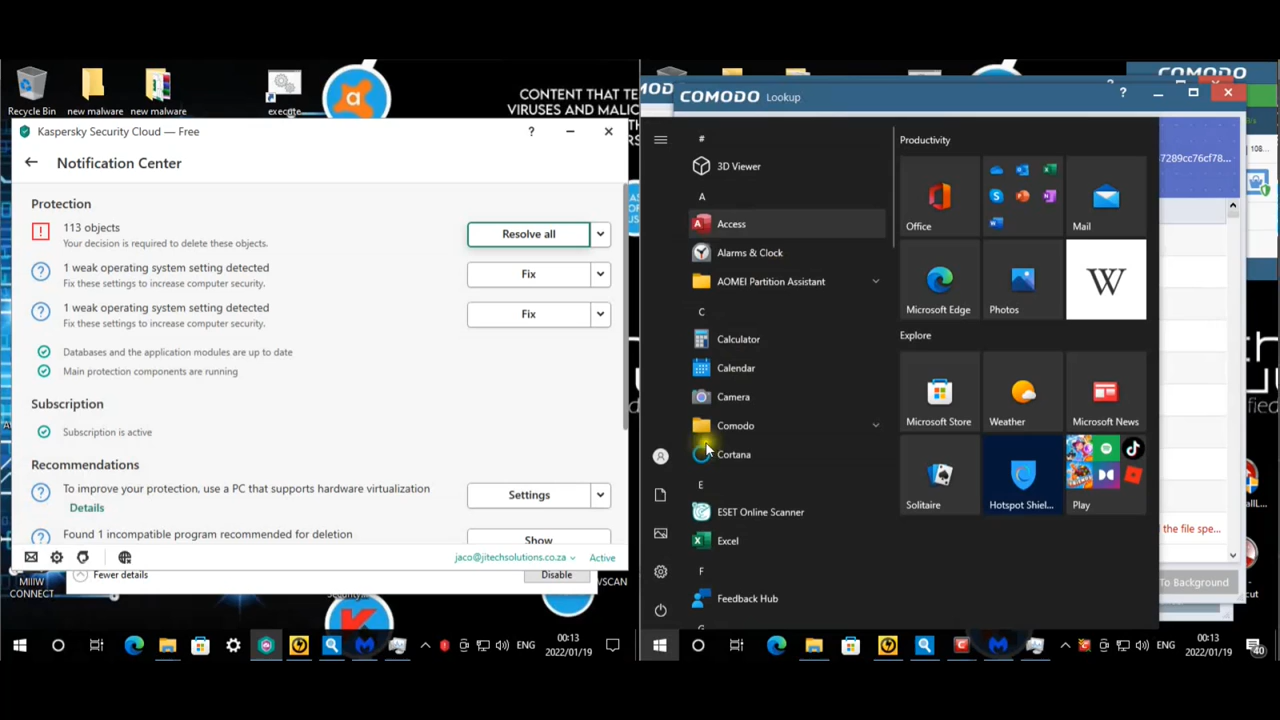 Recycle Bin
new malware
new malware
execute
CONTENT THAT TE
VIRUSES AND MALIC
Kaspersky Security Cloud — Free
?
Notification Center
Protection
113 objects
Your decision is required to delete these objects.
Resolve all
1 weak operating system setting detected
Fix these settings to increase computer security.
Fix
1 weak operating system setting detected
Fix these settings to increase computer security.
Fix
Databases and the application modules are up to date
Main protection components are running
Subscription
Subscription is active
Recommendations
To improve your protection, use a PC that supports hardware virtualization
Details
Settings
Found 1 incompatible program recommended for deletion
Show
jaco@jitechsolutions.co.za
Active
Fewer details
Disable
CONNECT
/SCAN
ENG
00:13
2022/01/19
COMODO
COMODO Lookup
?
7289cc76cf78...
108...
#
3D Viewer
A
Access
Alarms & Clock
AOMEI Partition Assistant
C
Calculator
Calendar
Camera
Comodo
Cortana
E
ESET Online Scanner
Excel
F
Feedback Hub
Productivity
Office
Mail
Microsoft Edge
Photos
W
Explore
Microsoft Store
Weather
Microsoft News
Solitaire
Hotspot Shiel...
Play
d the file spe...
To Background
ENG
00:13
2022/01/19
40